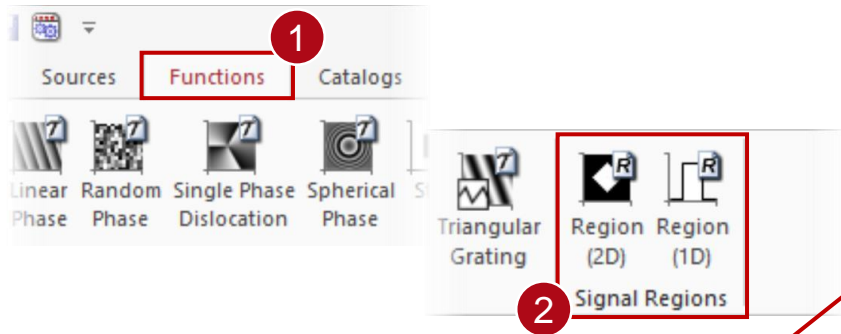 1
Sources Functions Catalogs
T T T T
Linear Random Single Phase Spherical
Phase Phase Dislocation Phase
T R R
Triangular Region Region
Grating (2D) (1D)
2 Signal Regions